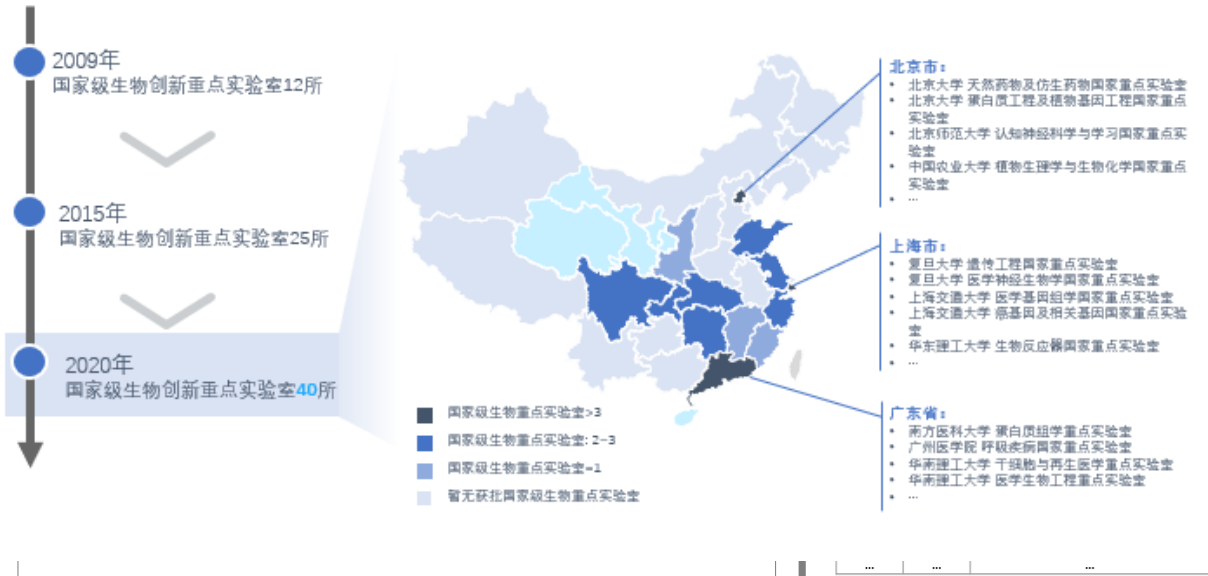 2009年
国家级生物创新重点实验室12所
2015年
国家级生物创新重点实验室25所
2020年
国家级生物创新重点实验室40所
国家级生物重点实验室>3
国家级生物重点实验室: 2-3
国家级生物重点实验室=1
暂无获批国家级生物重点实验室
北京市：
• 北京大学 天然药物及仿生药物国家重点实验室
• 北京大学 蛋白质工程及植物基因工程国家重点
实验室
• 北京师范大学 认知神经科学与学习国家重点实
验室
• 中国农业大学 植物生理学与生物化学国家重点
实验室
• …
上海市：
• 复旦大学 遗传工程国家重点实验室
• 复旦大学 医学神经生物学国家重点实验室
• 上海交通大学 医学基因组学国家重点实验室
• 上海交通大学 癌基因及相关基因国家重点实验
室
• 华东理工大学 生物反应器国家重点实验室
• …
广东省：
• 南方医科大学 蛋白质组学重点实验室
• 广州医学院 呼吸疾病国家重点实验室
• 华南理工大学 干细胞与再生医学重点实验室
• 华南理工大学 医学生物工程重点实验室
• …
... ... ...